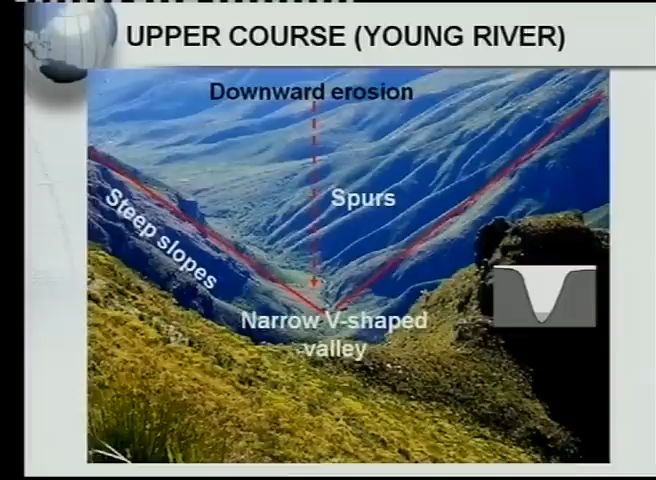 UPPER COURSE (YOUNG RIVER)
Downward erosion
Spurs
Steep slopes
Narrow V-shaped
valley